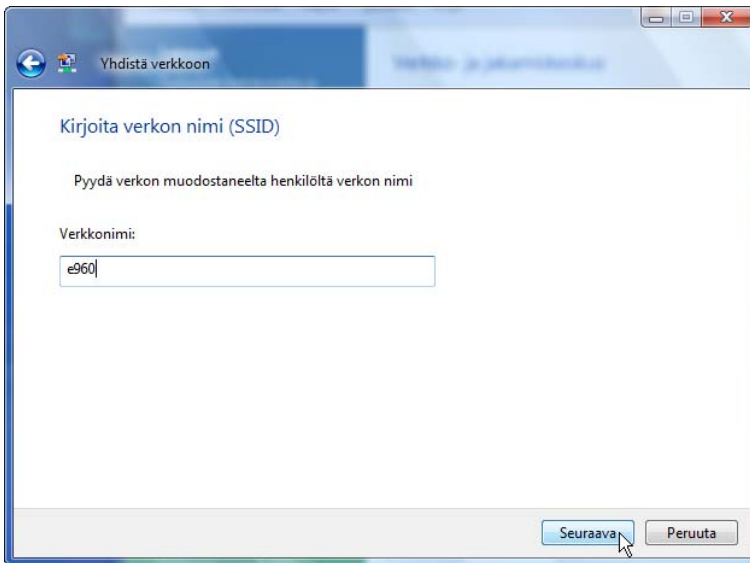 Yhdistä verkkoon
Kirjoita verkon nimi (SSID)
Pyydä verkon muodostaneelta henkilöltä verkon nimi
Verkkonimi:
e960
Seuraava
Peruuta